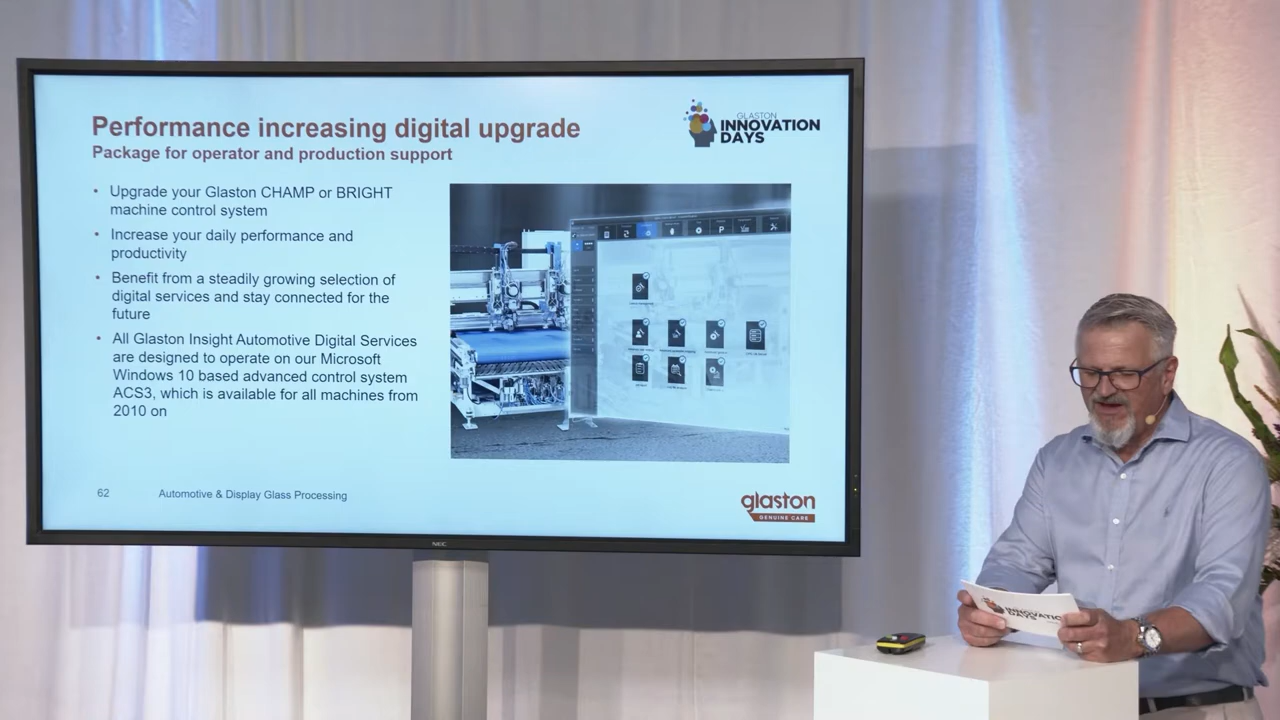 Performance increasing digital upgrade
Package for operator and production support
GLASTON
INNOVATION
DAYS
• Upgrade your Glaston CHAMP or BRIGHT
machine control system
• Increase your daily performance and
productivity
• Benefit from a steadily growing selection of
digital services and stay connected for the
future
• All Glaston Insight Automotive Digital Services
are designed to operate on our Microsoft
Windows 10 based advanced control system
ACS3, which is available for all machines from
2010 on
62
Automotive & Display Glass Processing
glaston
GENUINE CARE
NEC
INNOVATIO
DAYS